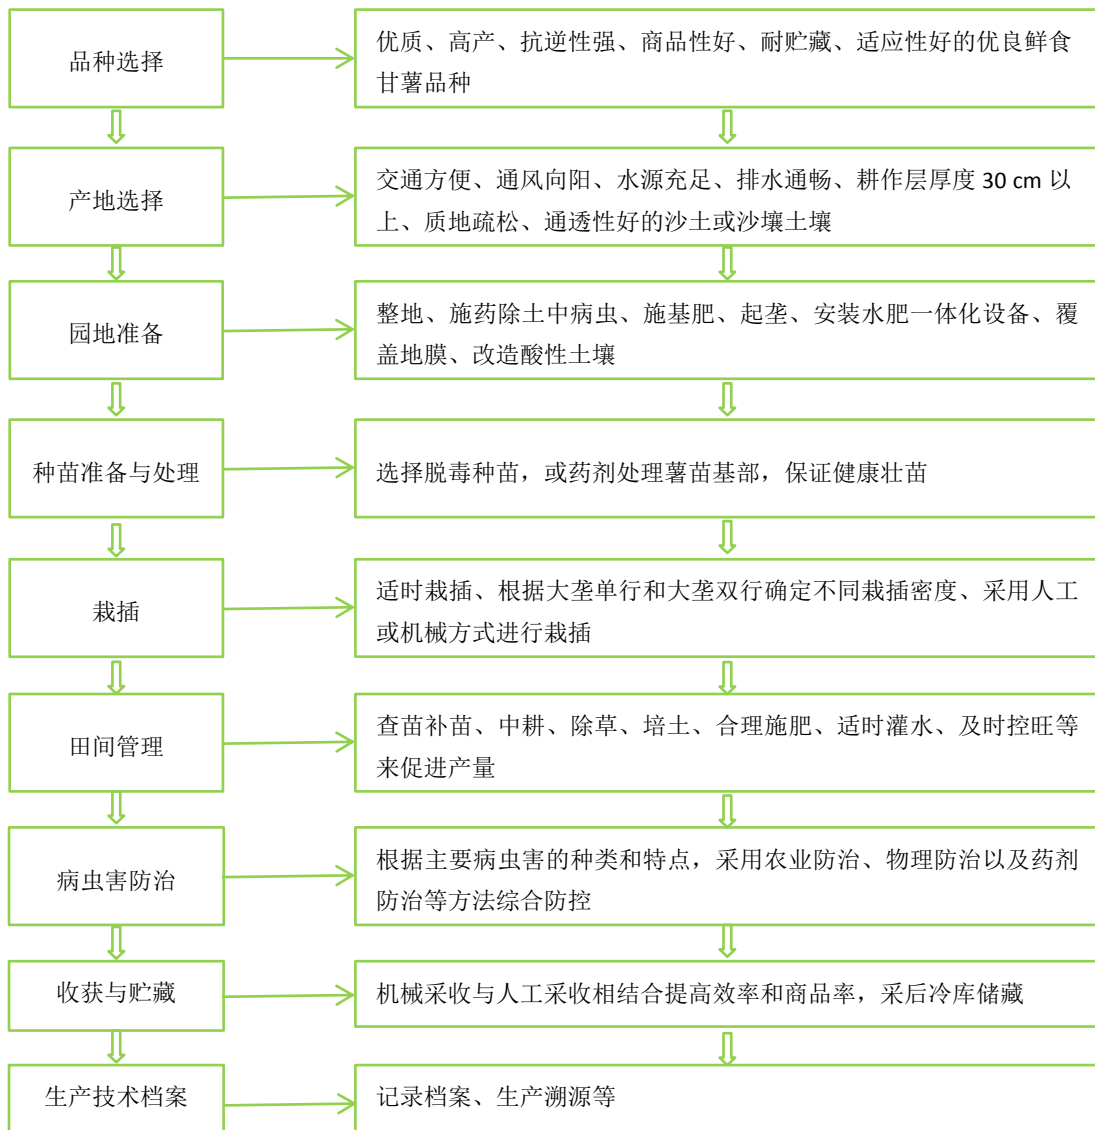 品种选择
优质、高产、抗逆性强、商品性好、耐贮藏、适应性好的优良鲜食
甘薯品种
产地选择
交通方便、通风向阳、水源充足、排水通畅、耕作层厚度 30 cm 以
上、质地疏松、通透性好的沙土或沙壤土壤
园地准备
整地、施药除土中病虫、施基肥、起垄、安装水肥一体化设备、覆
盖地膜、改造酸性土壤
种苗准备与处理
选择脱毒种苗，或药剂处理薯苗基部，保证健康壮苗
栽插
适时栽插、根据大垄单行和大垄双行确定不同栽插密度、采用人工
或机械方式进行栽插
田间管理
查苗补苗、中耕、除草、培土、合理施肥、适时灌水、及时控旺等
来促进产量
病虫害防治
根据主要病虫害的种类和特点，采用农业防治、物理防治以及药剂
防治等方法综合防控
收获与贮藏
机械采收与人工采收相结合提高效率和商品率，采后冷库储藏
生产技术档案
记录档案、生产溯源等